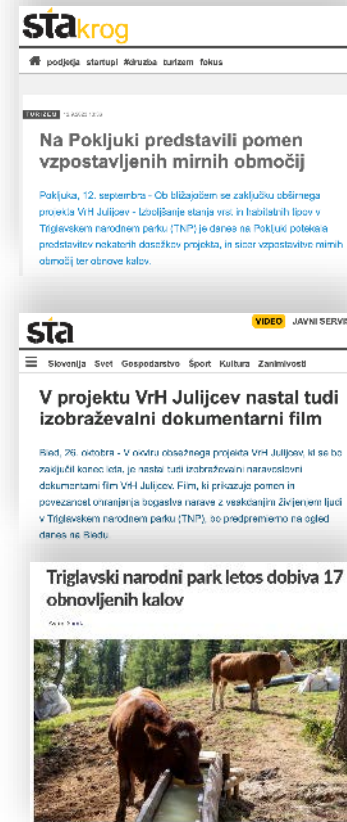 sta krog
podjetja startupi #družba turizem fokus
TURIZEM
Na Pokljuki predstavili pomen
vzpostavljenih mirnih območij
Pokljuka, 12. septembra - Ob bližajočem se zaključku obširnega
projekta VrH Julijcev - Izboljšanje stanja vrst in habitatnih tipov v
Triglavskem narodnem parku (TNP) je danes na Pokljuki potekala
predstavitev nekaterih dosežkov projekta, in sicer vzpostavitve mirnih
območij ter obnove kalov.
sta
VIDEO JAVNI SERVIS
Slovenija Svet Gospodarstvo Šport Kultura Zanimivosti
V projektu VrH Julijcev nastal tudi
izobraževalni dokumentarni film
Bled, 26. oktobra - V okviru obsežnega projekta VrH Julijcev, ki se bo
zaključil konec leta, je nastal tudi izobraževalni naravoslovni
dokumentarni film VrH Julijcev. Film, ki prikazuje pomen in
povezanost ohranjanja bogastva narave z vsakdanjim življenjem ljudi
v Triglavskem narodnem parku (TNP), bo predpremierno na ogled
danes na Bledu.
Triglavski narodni park letos dobiva 17
obnovljenih kalov